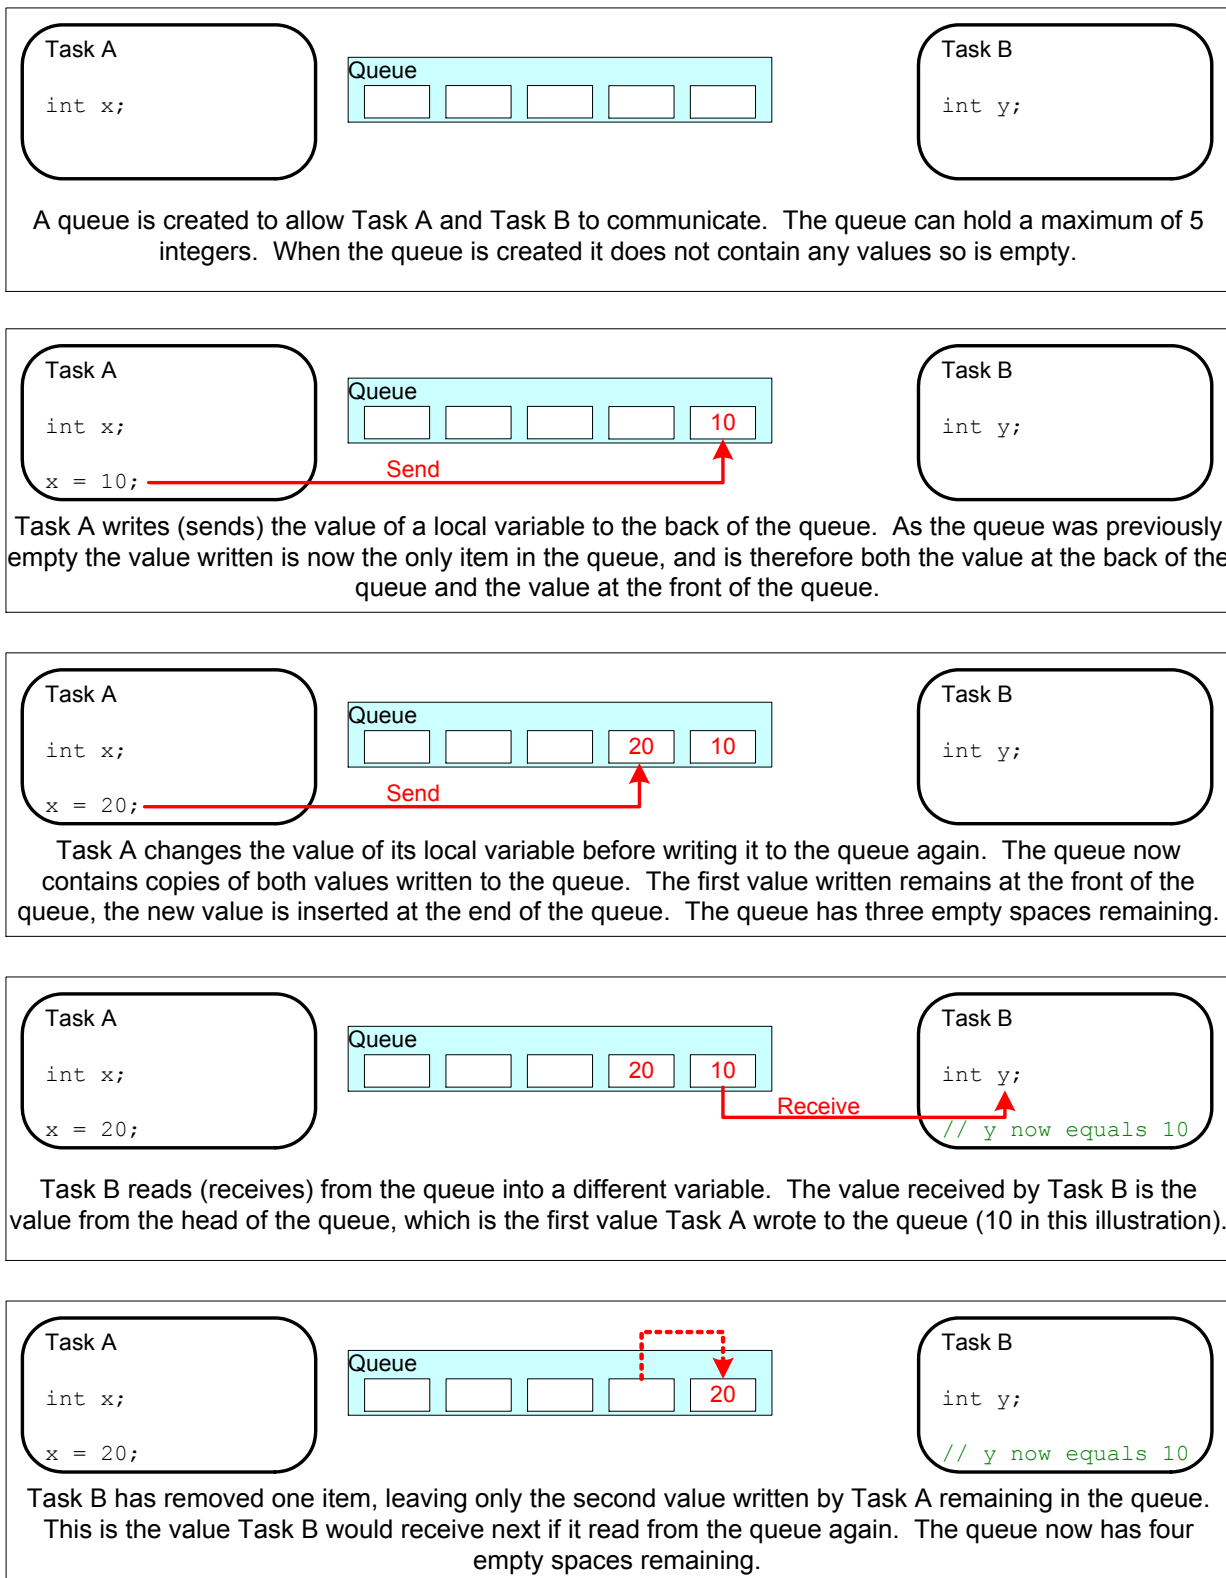 Task A
int x;
Queue
Task B
int y;
A queue is created to allow Task A and Task B to communicate.  The queue can hold a maximum of 5
integers.  When the queue is created it does not contain any values so is empty.
Task A
int x;
x = 10;
Queue
10
Send
Task B
int y;
Task A writes (sends) the value of a local variable to the back of the queue.  As the queue was previously
empty the value written is now the only item in the queue, and is therefore both the value at the back of the
queue and the value at the front of the queue.
Task A
int x;
x = 20;
Queue
20 10
Send
Task B
int y;
Task A changes the value of its local variable before writing it to the queue again.  The queue now
contains copies of both values written to the queue.  The first value written remains at the front of the
queue, the new value is inserted at the end of the queue.  The queue has three empty spaces remaining.
Task A
int x;
x = 20;
Queue
20 10
Receive
Task B
int y;
// y now equals 10
Task B reads (receives) from the queue into a different variable.  The value received by Task B is the
value from the head of the queue, which is the first value Task A wrote to the queue (10 in this illustration).
Task A
int x;
x = 20;
Queue
20
Task B
int y;
// y now equals 10
Task B has removed one item, leaving only the second value written by Task A remaining in the queue.
This is the value Task B would receive next if it read from the queue again.  The queue now has four
empty spaces remaining.